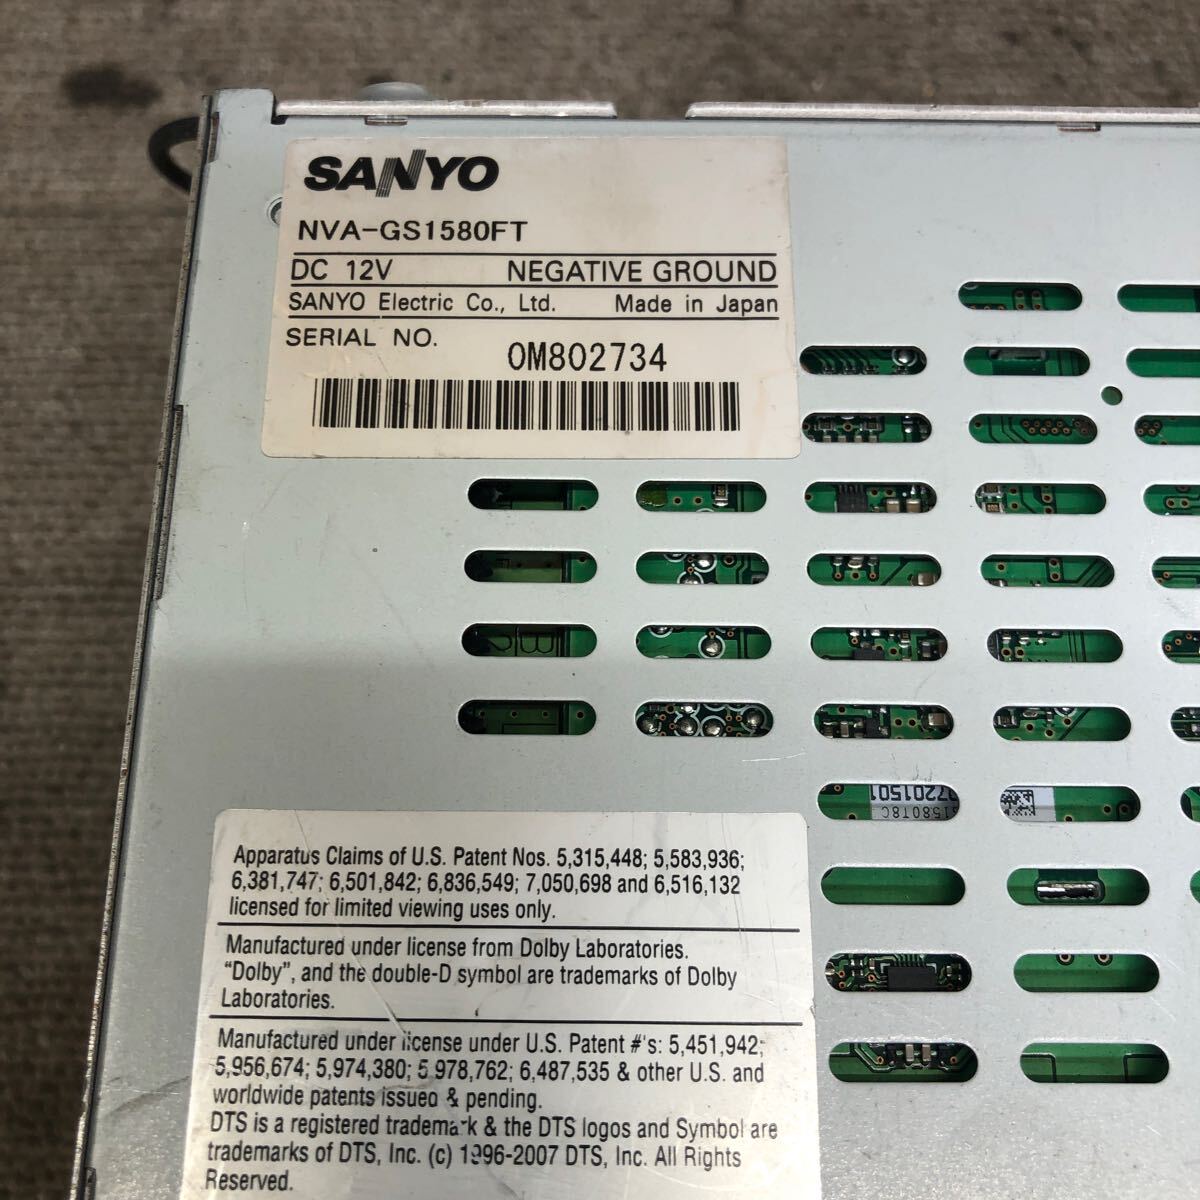 SANYO
NVA-GS1580FT
DC 12V NEGATIVE GROUND
SANYO Electric Co., Ltd. Made in Japan
SERIAL NO.
0M802734
Apparatus Claims of U.S. Patent Nos. 5,315,448; 5,583,936;
6,381,747; 6,501,842; 6,836,549; 7,050,698 and 6,516,132
licensed for limited viewing uses only.
Manufactured under license from Dolby Laboratories.
“Dolby”, and the double-D symbol are trademarks of Dolby
Laboratories.
Manufactured under license under U.S. Patent #'s: 5,451,942;
5,956,674; 5,974,380; 5,978,762; 6,487,535 & other U.S. and
worldwide patents issued & pending.
DTS is a registered trademark & the DTS logos and Symbol are
trademarks of DTS, Inc. (c) 1996-2007 DTS, Inc. All Rights
Reserved.